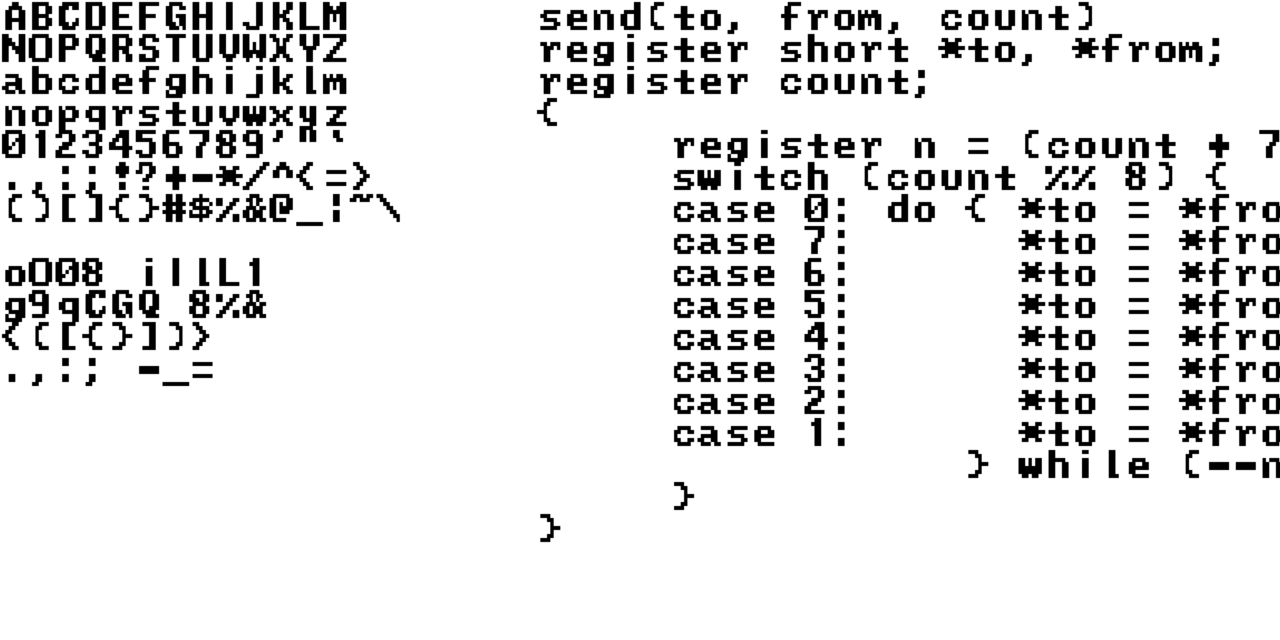 ABCDEFGHIJKLM
NOPQRSTUVWXYZ
abcdefghijklm
nopqrstuvwxyz
0123456789'"`
.,:;!?+-*/^<=>
()[]{}#$%&@_|~\
oO08 iIlL1
g9qCGQ 8%&
<([{}])>
.,:; -_=
send(to, from, count)
register short *to, *from;
register count;
{
register n = (count + 7
switch (count %% 8) {
case 0: do { *to = *fro
case 7: *to = *fro
case 6: *to = *fro
case 5: *to = *fro
case 4: *to = *fro
case 3: *to = *fro
case 2: *to = *fro
case 1: *to = *fro
} while (--n
}
}